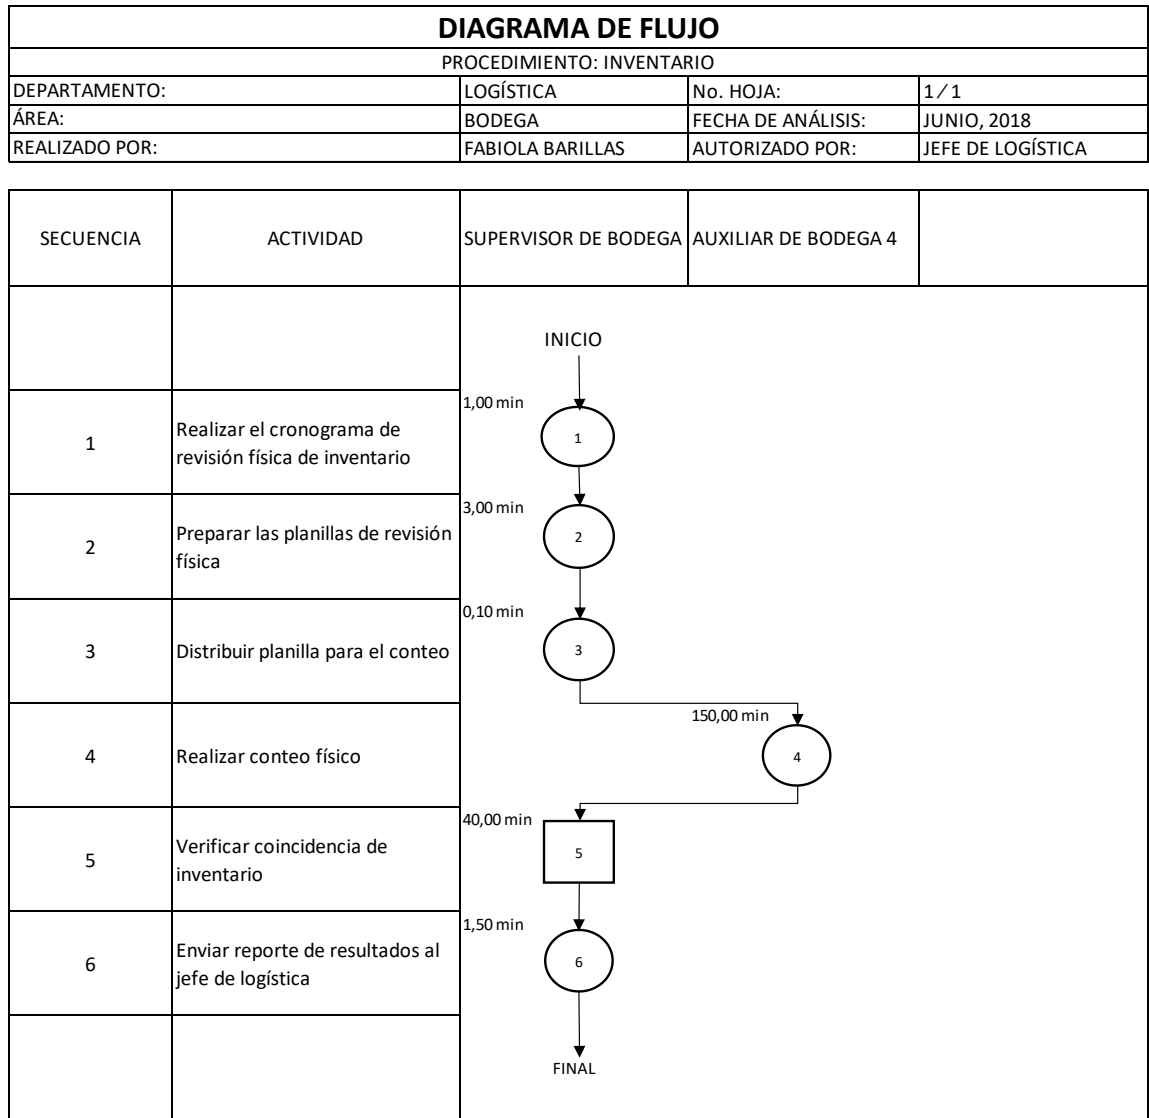 DIAGRAMA DE FLUJO
PROCEDIMIENTO: INVENTARIO
DEPARTAMENTO: LOGÍSTICA No. HOJA: 1 ⁄ 1
ÁREA: BODEGA FECHA DE ANÁLISIS: JUNIO, 2018
REALIZADO POR: FABIOLA BARILLAS AUTORIZADO POR: JEFE DE LOGÍSTICA
SECUENCIA ACTIVIDAD SUPERVISOR DE BODEGA AUXILIAR DE BODEGA 4
INICIO
1,00 min
1 Realizar el cronograma de
revisión física de inventario
1
3,00 min
2 Preparar las planillas de revisión
física
2
0,10 min
3 Distribuir planilla para el conteo
3
150,00 min
4 Realizar conteo físico
4
40,00 min
5 Verificar coincidencia de
inventario
5
1,50 min
6 Enviar reporte de resultados al
jefe de logística
6
FINAL